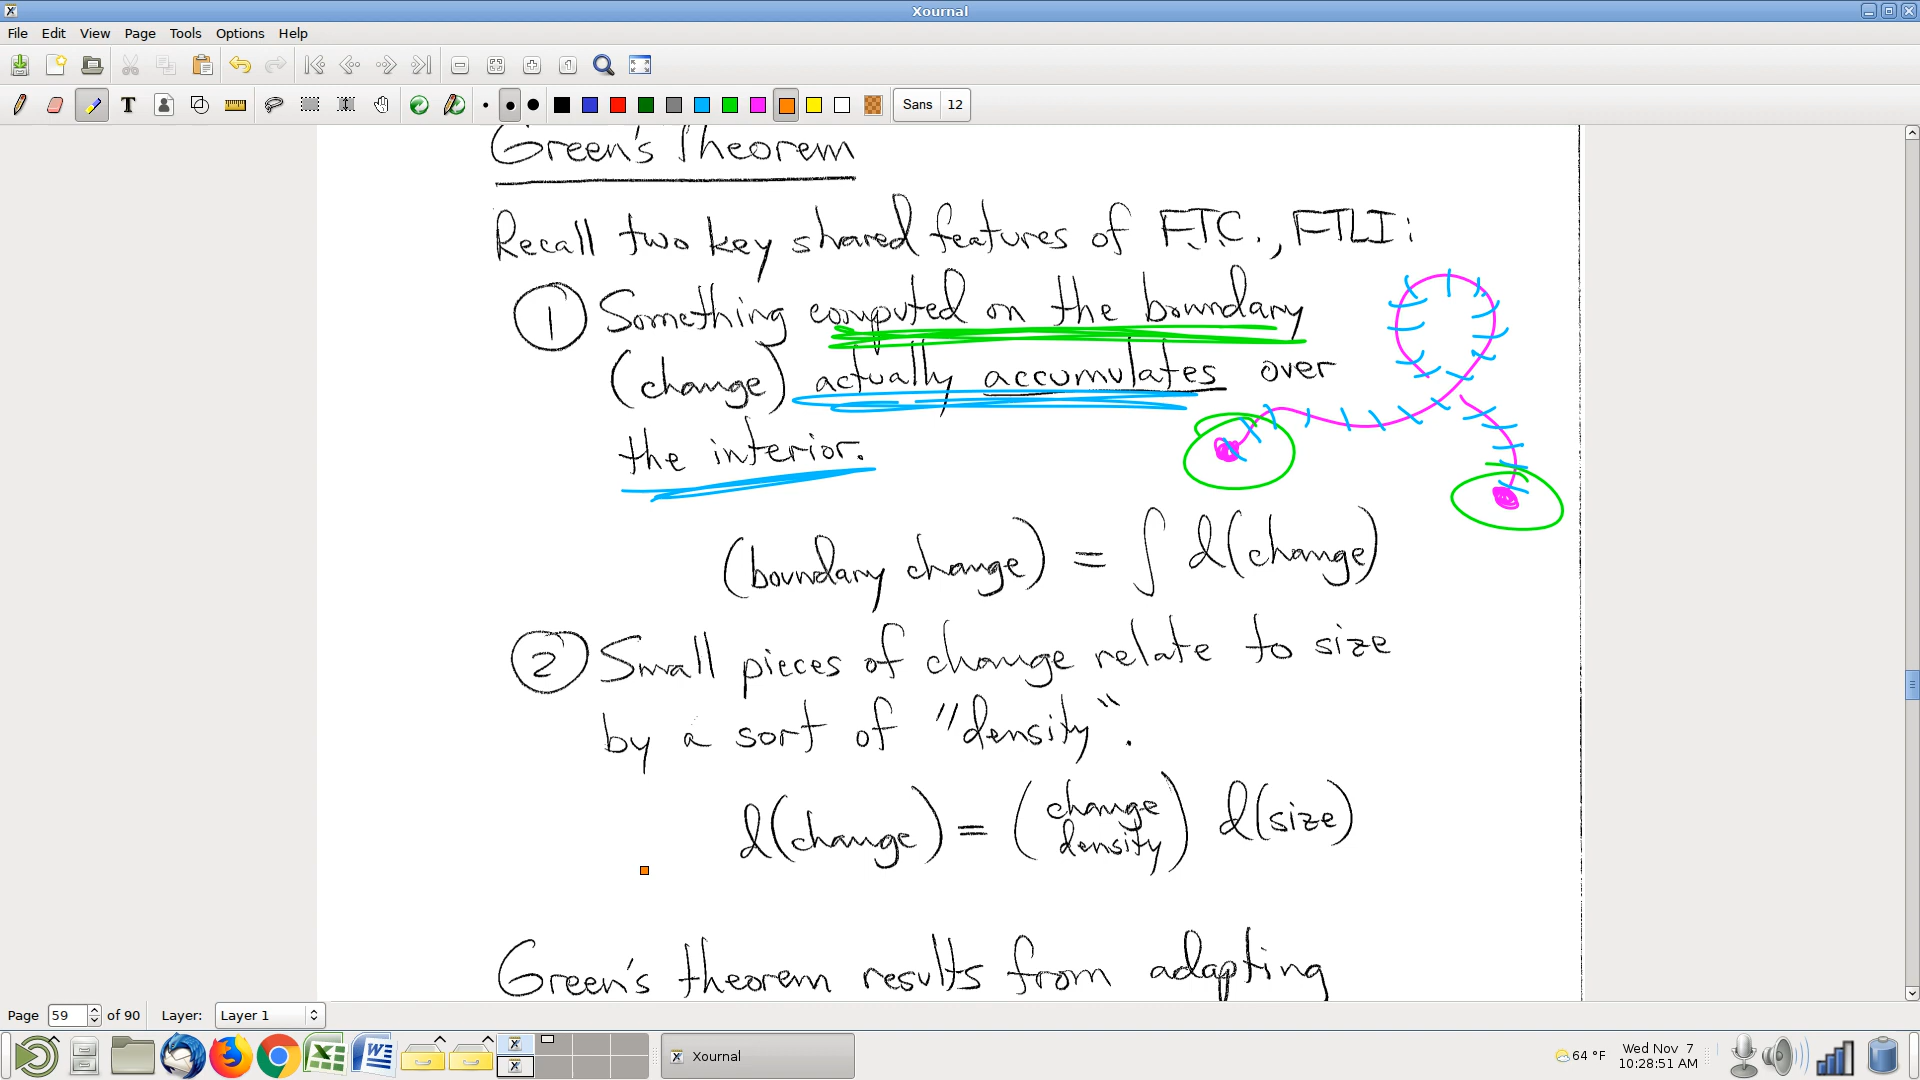 Xournal
File Edit View Page Tools Options Help
Sans 12
Green's Theorem
Recall two key shared features of F.T.C., FTLI:
① Something computed on the boundary
(change) actually accumulates over
the interior.
(boundary change) = ∫ d(change)
② Small pieces of change relate to size
by a sort of "density".
d(change) = (change density) d(size)
Green's theorem results from adapting
Page 59 of 90 Layer: Layer 1
Xournal
64 °F
Wed Nov 7
10:28:51 AM